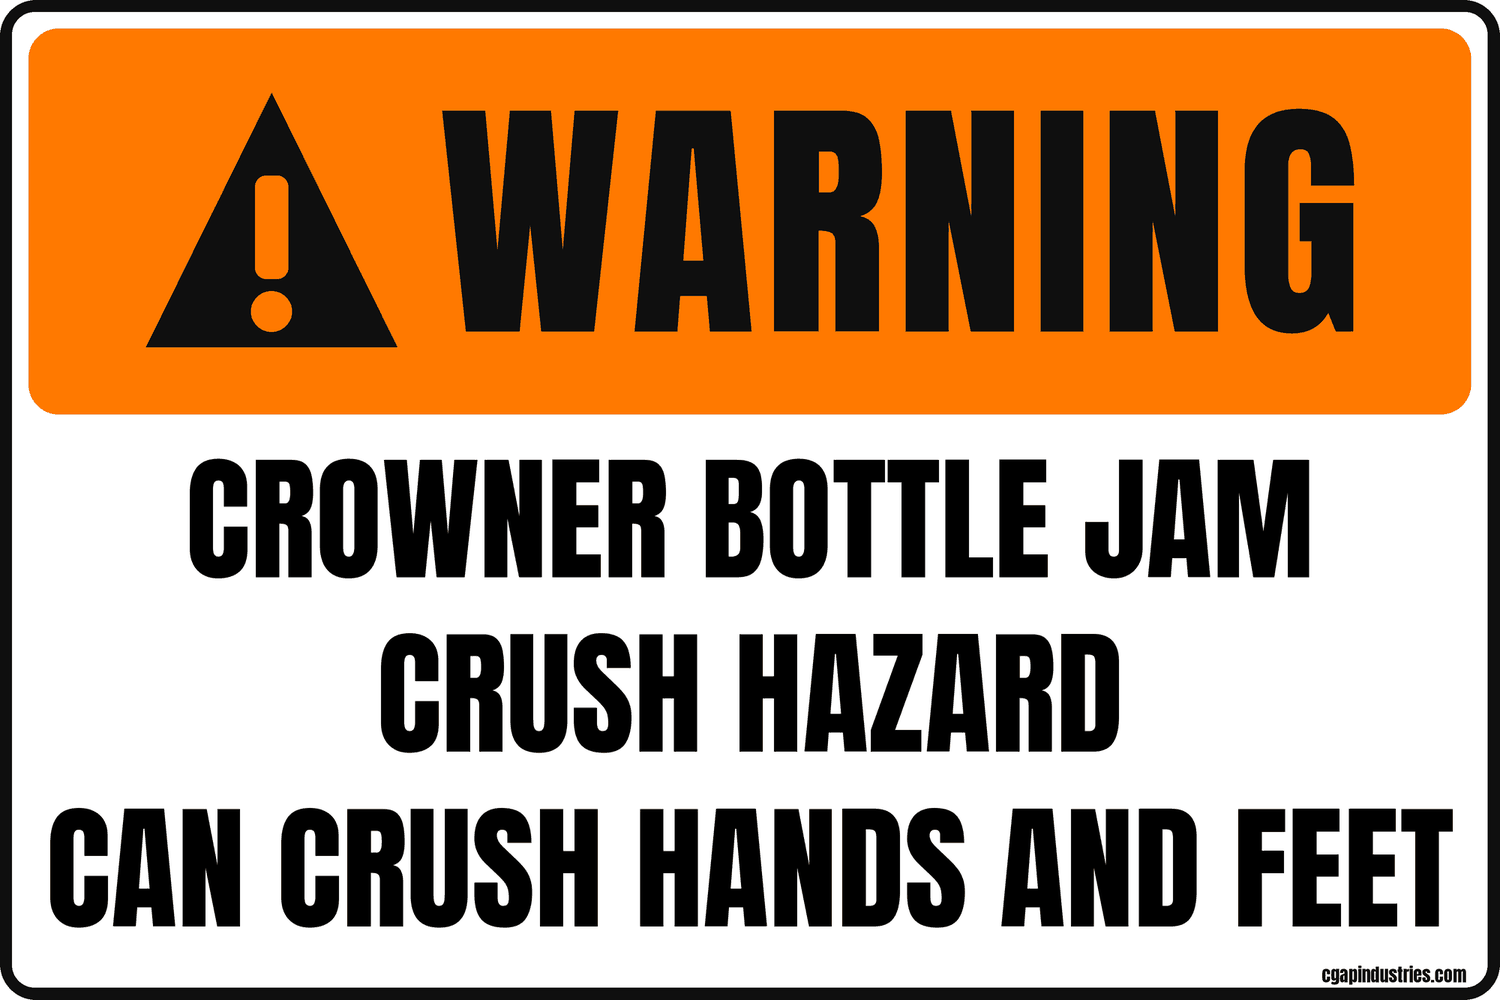 WARNING
CROWNER BOTTLE JAM
CRUSH HAZARD
CAN CRUSH HANDS AND FEET
cgapindustries.com